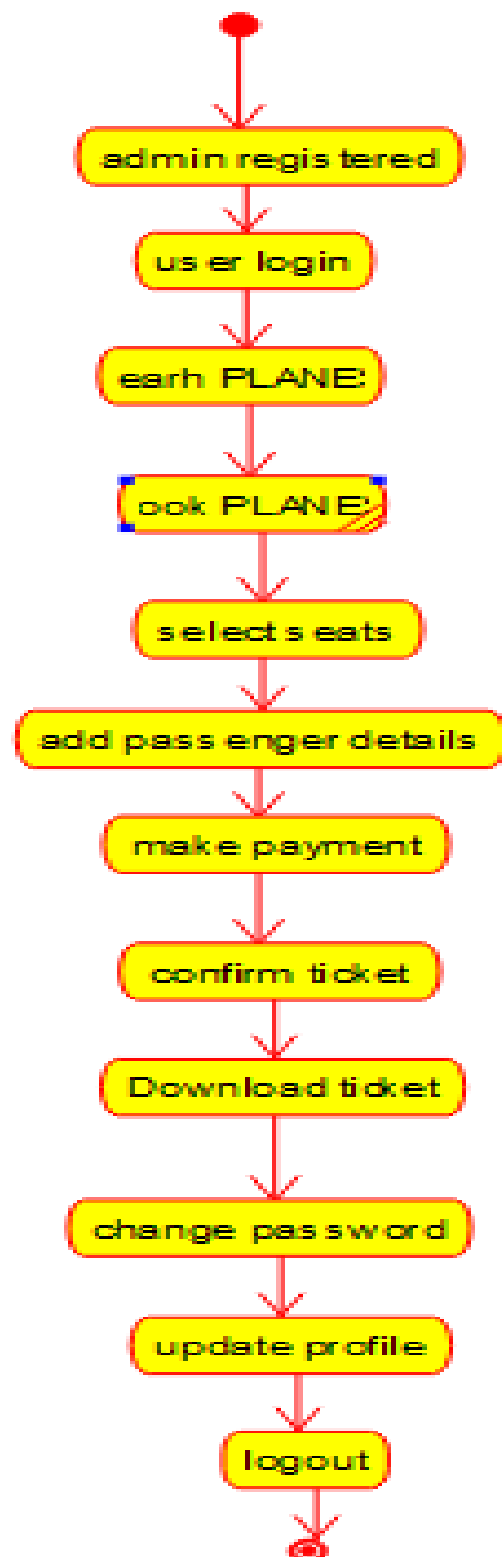 admin registered
user login
earh PLANE
ook PLANE
select seats
add passenger details
make payment
confirm ticket
Download ticket
change password
update profile
logout